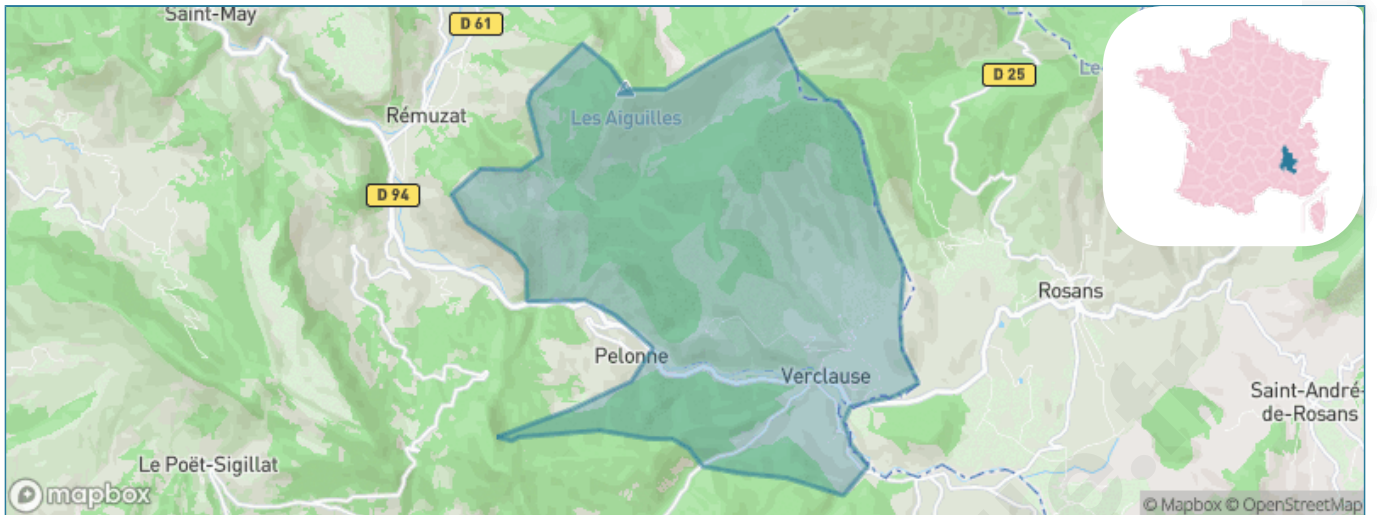 Saint-May
D 61
D 25
Le-
Les Aiguilles
Rémuzat
D 94
Rosans
Pelonne
Verclause
Saint-André-
de-Rosans
Le Poët-Sigillat
mapbox
© Mapbox © OpenStreetMap